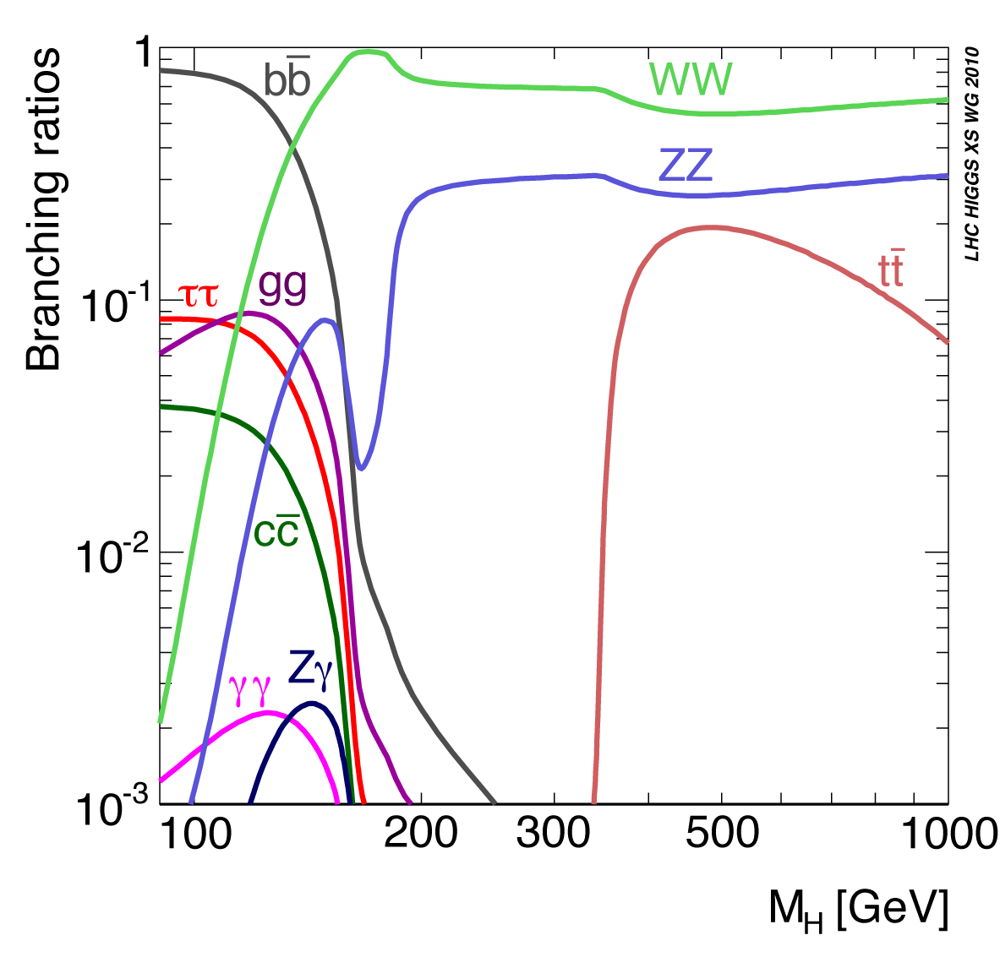 Branching ratios
1
10⁻¹
10⁻²
10⁻³
bb̄
WW
ZZ
ττ
gg
tt̄
cc̄
γγ
Zγ
LHC HIGGS XS WG 2010
100
200
300
500
1000
M_H [GeV]